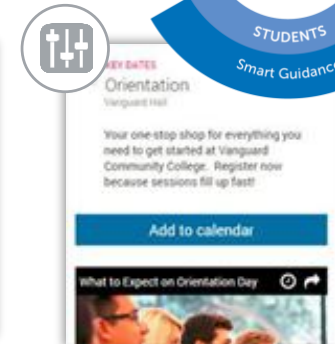 STUDENTS
Smart Guidance
KEY DATES
Orientation
Vanguard Hall
Your one-stop shop for everything you
need to get started at Vanguard
Community College. Register now
because sessions fill up fast!
Add to calendar
What to Expect on Orientation Day